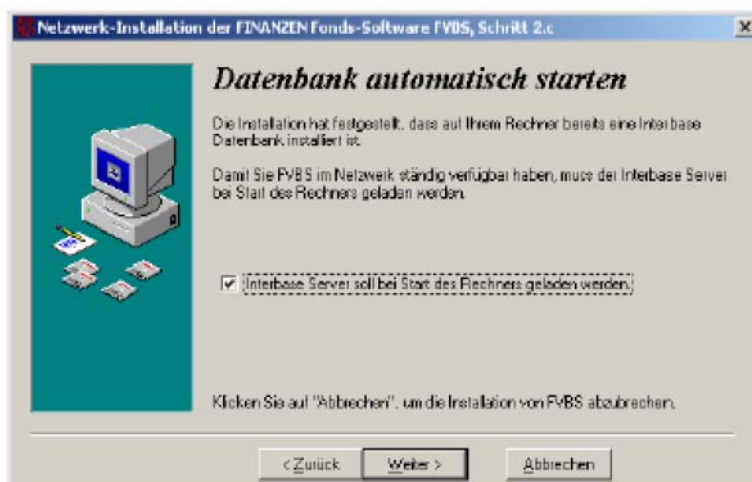 Netzwerk-Installation der FINANZEN Fonds-Software FVBS, Schritt 2.c
Datenbank automatisch starten
Die Installation hat festgestellt, dass auf Ihrem Rechner bereits eine Interbase
Datenbank installiert ist.
Damit Sie FVBS im Netzwerk ständig verfügbar haben, muss der Interbase Server
bei Start des Rechners geladen werden.
Interbase Server soll bei Start des Rechners geladen werden.
Klicken Sie auf "Abbrechen", um die Installation von FVBS abzubrechen.
< Zurück
Weiter >
Abbrechen